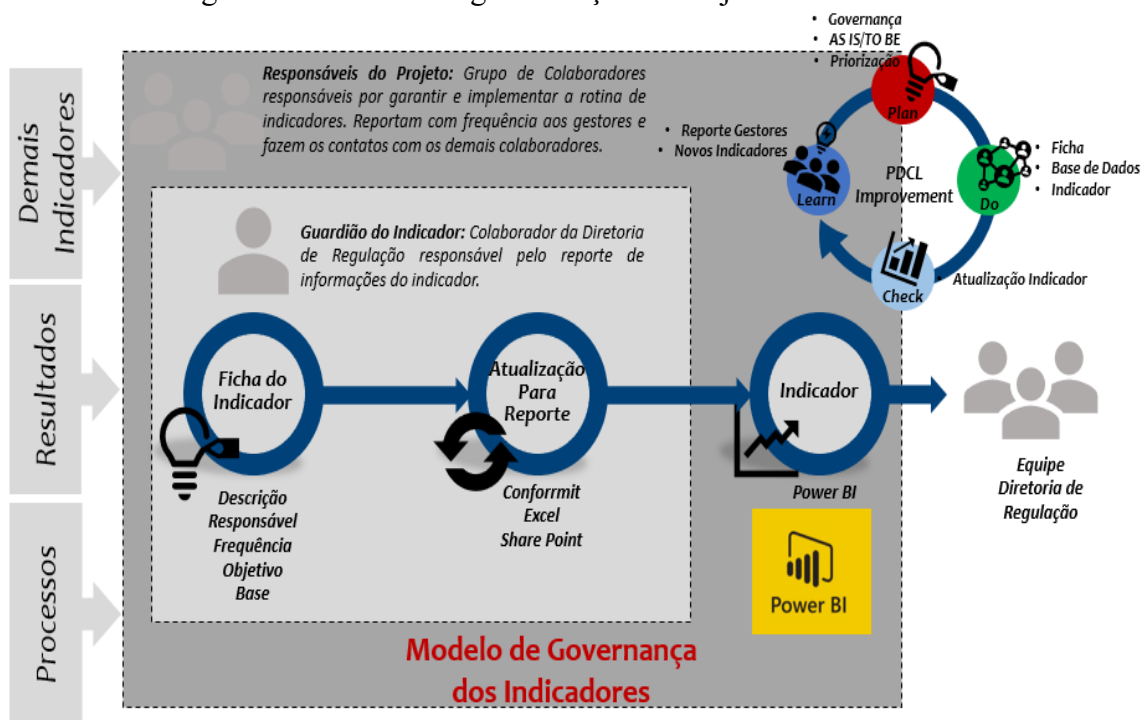 Governança
AS IS/TO BE
Priorização
Plan
Responsáveis do Projeto: Grupo de Colaboradores
responsáveis por garantir e implementar a rotina de
indicadores. Reportam com frequência aos gestores e
fazem os contatos com os demais colaboradores.
Reporte Gestores
Novos Indicadores
Learn
PDCL
Improvement
Ficha
Base de Dados
Indicador
Do
Check
Atualização Indicador
Demais
Indicadores
Guardião do Indicador: Colaborador da Diretoria
de Regulação responsável pelo reporte de
informações do indicador.
Resultados
Ficha do
Indicador
Atualização
Para
Reporte
Indicador
Descrição
Responsável
Frequência
Objetivo
Base
Conforrmit
Excel
Share Point
Power BI
Equipe
Diretoria de
Regulação
Processos
Power BI
Modelo de Governança
dos Indicadores